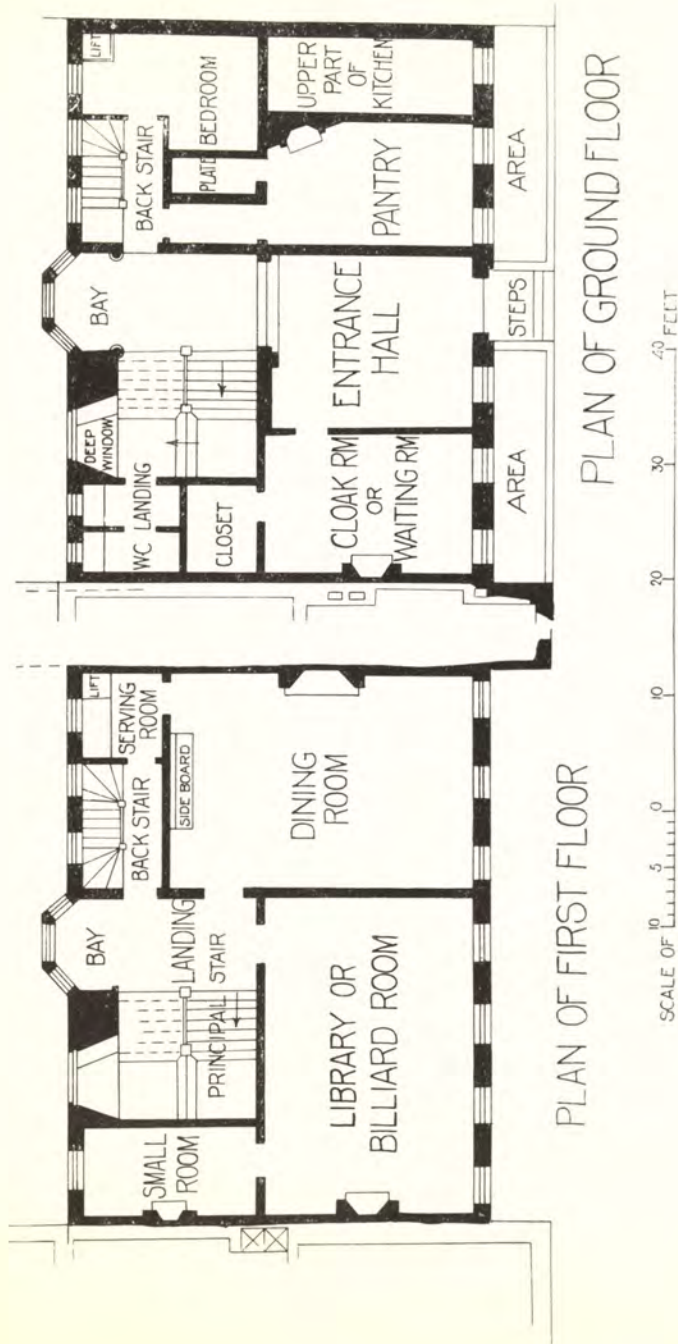 BAY
SMALL
ROOM
PRINCIPAL
STAIR
LANDING
BACK STAIR
SERVING
ROOM
LIFT
SIDE BOARD
LIBRARY OR
BILLIARD ROOM
DINING
ROOM
PLAN OF FIRST FLOOR
BAY
DEEP
WINDOW
WC
LANDING
CLOSET
BACK STAIR
LIFT
PLATE
BEDROOM
CLOAK RM
OR
WAITING RM
ENTRANCE
HALL
PANTRY
UPPER
PART
OF
KITCHEN
AREA
STEPS
AREA
PLAN OF GROUND FLOOR
SCALE OF 10 5 0 10 20 30 40 FEET